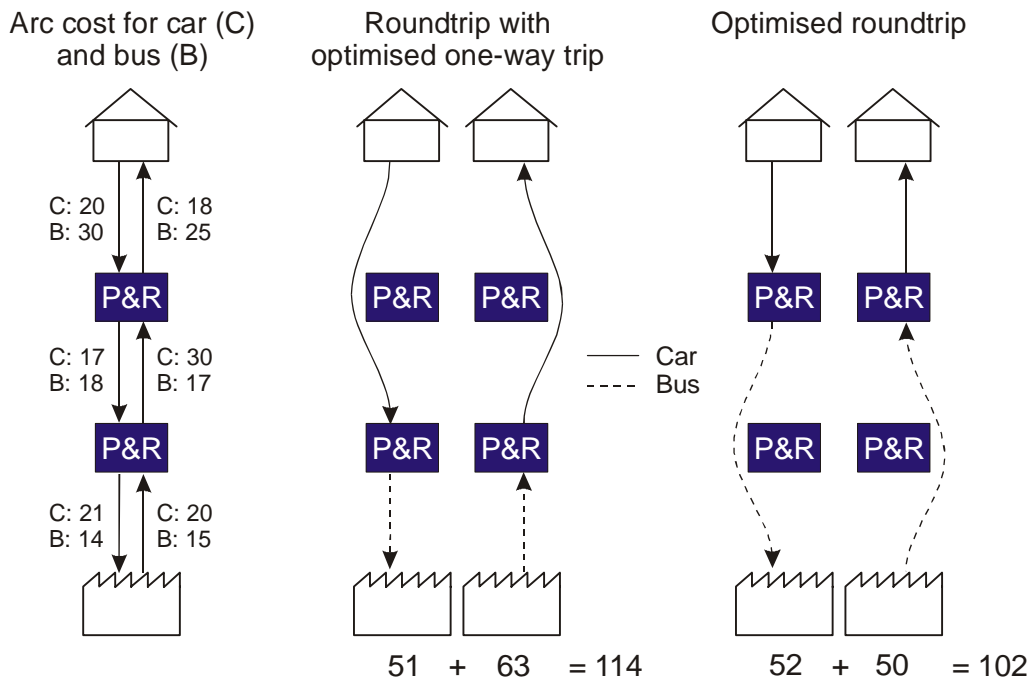 Arc cost for car (C)
and bus (B)
C: 20
B: 30
C: 18
B: 25
P&R
C: 17
B: 18
C: 30
B: 17
P&R
C: 21
B: 14
C: 20
B: 15
Roundtrip with
optimised one-way trip
P&R P&R
P&R P&R
51 + 63 = 114
Car
Bus
Optimised roundtrip
P&R P&R
P&R P&R
52 + 50 = 102